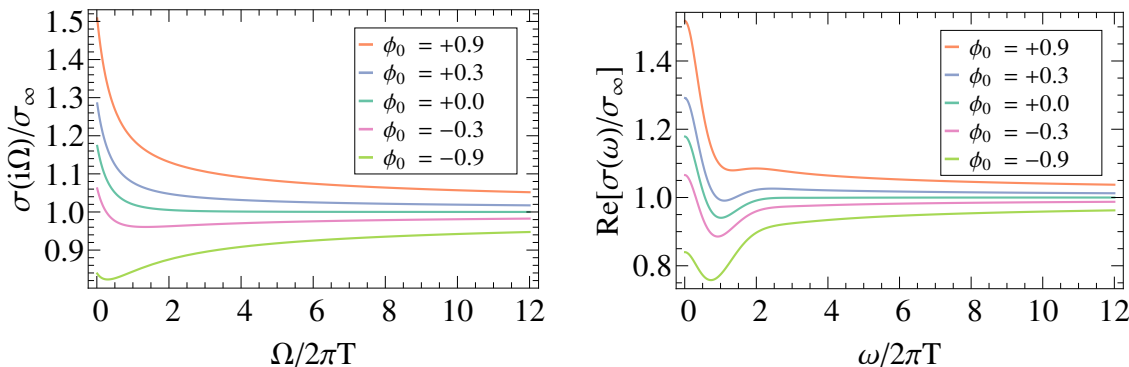 1.5
1.4
1.3
1.2
1.1
1.0
0.9
σ(iΩ)/σ∞
ϕ0 = +0.9
ϕ0 = +0.3
ϕ0 = +0.0
ϕ0 = −0.3
ϕ0 = −0.9
0 2 4 6 8 10 12
Ω/2πT
1.4
1.2
1.0
0.8
Re[σ(ω)/σ∞]
ϕ0 = +0.9
ϕ0 = +0.3
ϕ0 = +0.0
ϕ0 = −0.3
ϕ0 = −0.9
0 2 4 6 8 10 12
ω/2πT